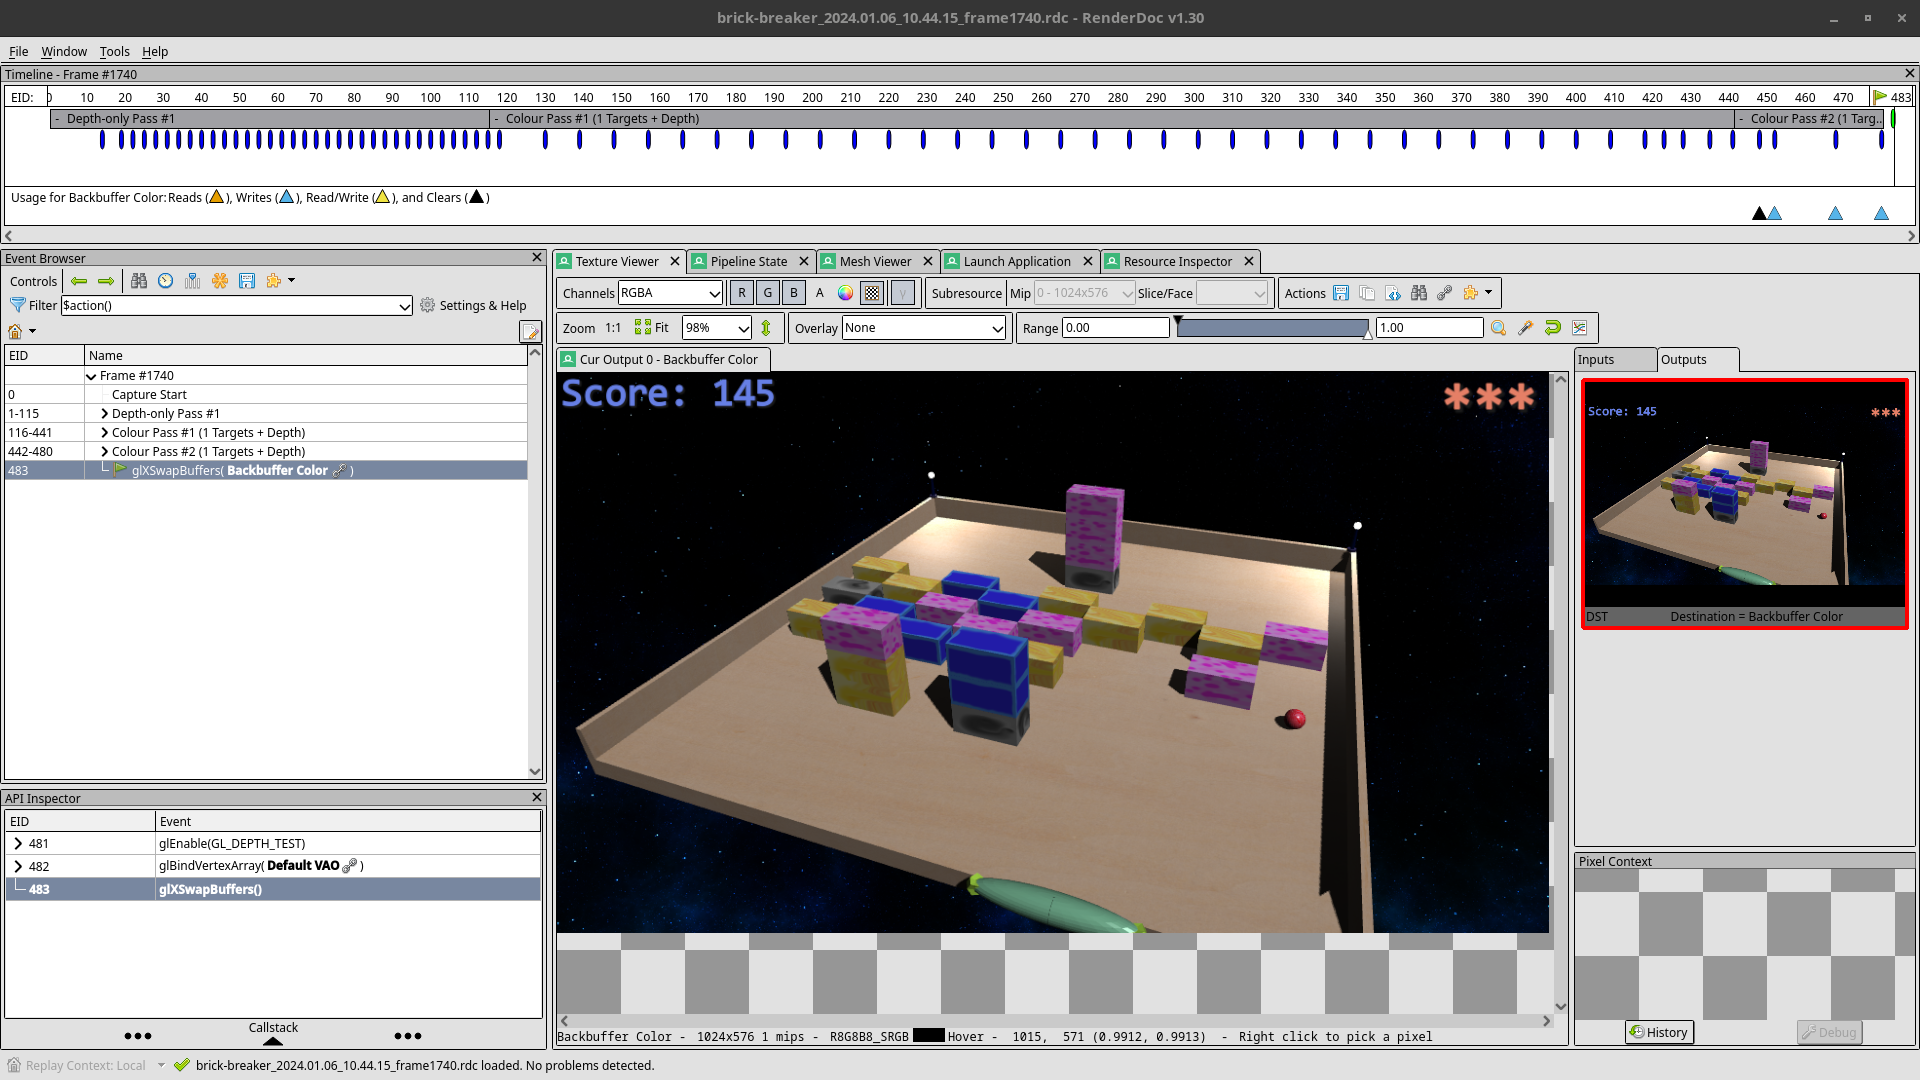 brick-breaker_2024.01.06_10.44.15_frame1740.rdc - RenderDoc v1.30
File Window Tools Help
Timeline - Frame #1740
EID: 0 10 20 30 40 50 60 70 80 90 100 110 120 130 140 150 160 170 180 190 200 210 220 230 240 250 260 270 280 290 300 310 320 330 340 350 360 370 380 390 400 410 420 430 440 450 460 470 483
- Depth-only Pass #1 - Colour Pass #1 (1 Targets + Depth) - Colour Pass #2 (1 Targ...
Usage for Backbuffer Color: Reads ( ), Writes ( ), Read/Write ( ), and Clears ( )
Event Browser
Controls
Filter $action() Settings & Help
EID Name
Frame #1740
0 Capture Start
1-115 Depth-only Pass #1
116-441 Colour Pass #1 (1 Targets + Depth)
442-480 Colour Pass #2 (1 Targets + Depth)
483 glXSwapBuffers( Backbuffer Color )
API Inspector
EID Event
481 glEnable(GL_DEPTH_TEST)
482 glBindVertexArray( Default VAO )
483 glXSwapBuffers()
Callstack
Texture Viewer Pipeline State Mesh Viewer Launch Application Resource Inspector
Channels RGBA R G B A γ Subresource Mip 0 - 1024x576 Slice/Face Actions
Zoom 1:1 Fit 98% Overlay None Range 0.00 1.00
Cur Output 0 - Backbuffer Color
Score: 145 ***
Backbuffer Color - 1024x576 1 mips - R8G8B8_SRGB Hover - 1015, 571 (0.9912, 0.9913) - Right click to pick a pixel
Inputs Outputs
Score: 145 ***
DST Destination = Backbuffer Color
Pixel Context
History Debug
Replay Context: Local brick-breaker_2024.01.06_10.44.15_frame1740.rdc loaded. No problems detected.